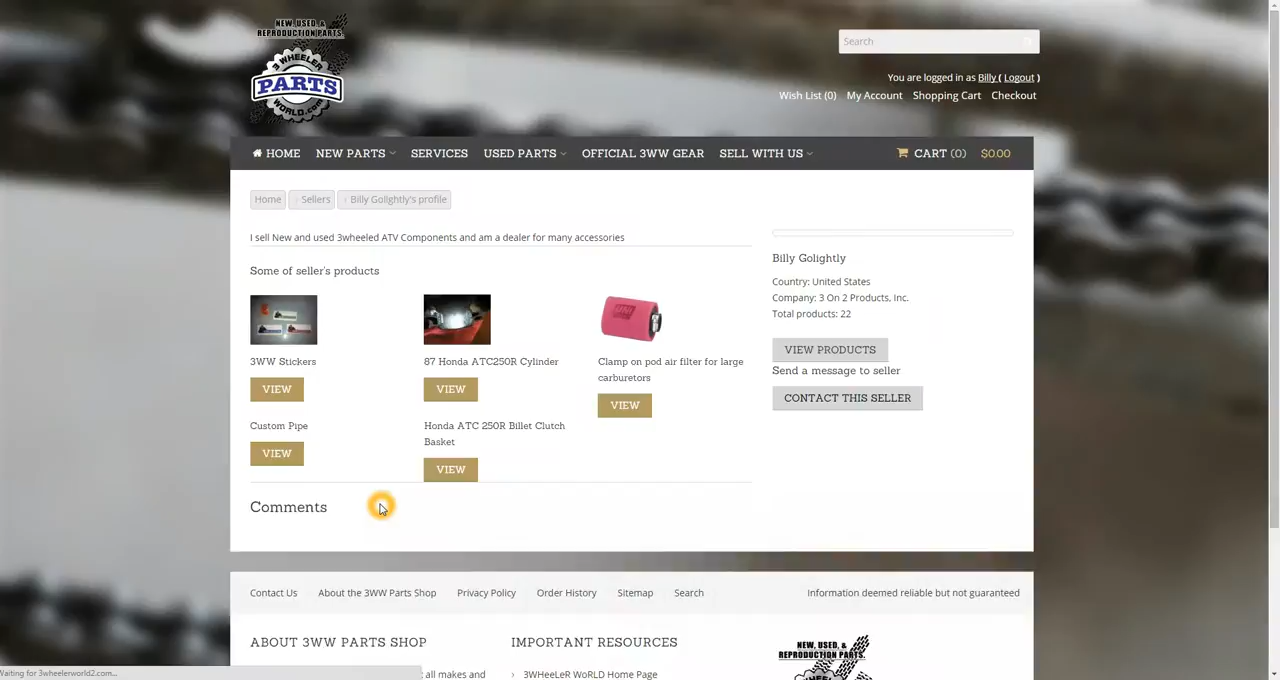 NEW, USED, &
REPRODUCTION PARTS.
3 WHEELER
PARTS
WORLD.com
Search
You are logged in as Billy ( Logout )
Wish List (0) My Account Shopping Cart Checkout
HOME NEW PARTS SERVICES USED PARTS OFFICIAL 3WW GEAR SELL WITH US CART (0) $0.00
Home › Sellers › Billy Golightly's profile
I sell New and used 3wheeled ATV Components and am a dealer for many accessories
Some of seller's products
3WW Stickers
VIEW
87 Honda ATC250R Cylinder
VIEW
Clamp on pod air filter for large
carburetors
VIEW
Custom Pipe
VIEW
Honda ATC 250R Billet Clutch
Basket
VIEW
Comments
Billy Golightly
Country: United States
Company: 3 On 2 Products, Inc.
Total products: 22
VIEW PRODUCTS
Send a message to seller
CONTACT THIS SELLER
Contact Us About the 3WW Parts Shop Privacy Policy Order History Sitemap Search Information deemed reliable but not guaranteed
ABOUT 3WW PARTS SHOP
all makes and
IMPORTANT RESOURCES
› 3WHeeLeR WoRLD Home Page
NEW, USED, &
REPRODUCTION PARTS.
Waiting for 3wheelerworld2.com...